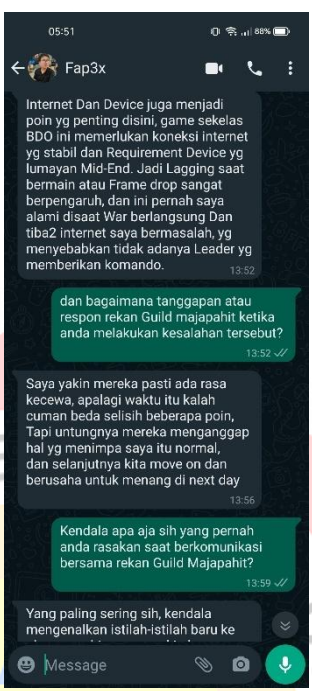 05:51
88%
Fap3x
Internet Dan Device juga menjadi
poin yg penting disini, game sekelas
BDO ini memerlukan koneksi internet
yg stabil dan Requirement Device yg
lumayan Mid-End. Jadi Lagging saat
bermain atau Frame drop sangat
berpengaruh, dan ini pernah saya
alami disaat War berlangsung Dan
tiba2 internet saya bermasalah, yg
menyebabkan tidak adanya Leader yg
memberikan komando.
13:52
dan bagaimana tanggapan atau
respon rekan Guild majapahit ketika
anda melakukan kesalahan tersebut?
13:52
Saya yakin mereka pasti ada rasa
kecewa, apalagi waktu itu kalah
cuman beda selisih beberapa poin,
Tapi untungnya mereka menganggap
hal yg menimpa saya itu normal,
dan selanjutnya kita move on dan
berusaha untuk menang di next day
13:56
Kendala apa aja sih yang pernah
anda rasakan saat berkomunikasi
bersama rekan Guild Majapahit?
13:59
Yang paling sering sih, kendala
mengenalkan istilah-istilah baru ke
Message